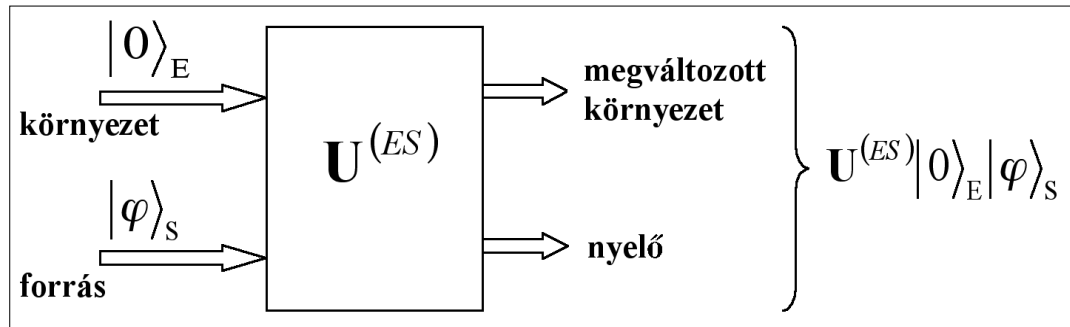 |0⟩_E
környezet
|φ⟩_S
forrás
U^(ES)
megváltozott
környezet
nyelő
U^(ES)|0⟩_E|φ⟩_S